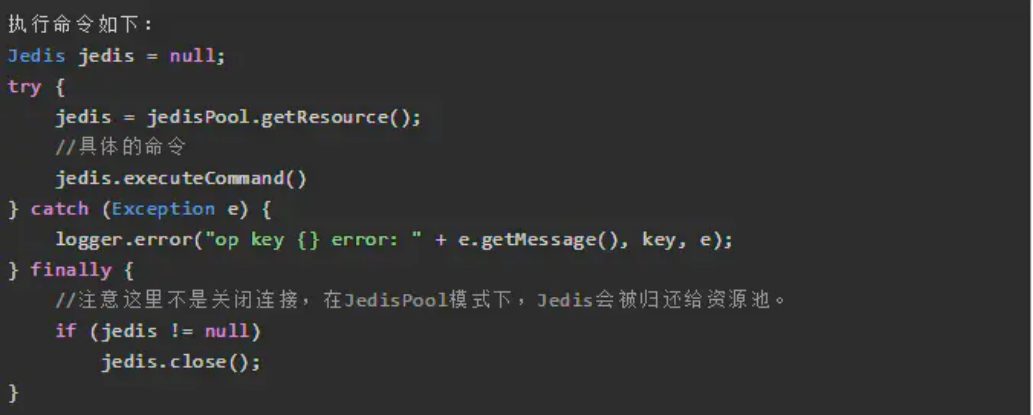 执行命令如下：
Jedis jedis = null;
try {
    jedis = jedisPool.getResource();
    //具体的命令
    jedis.executeCommand()
} catch (Exception e) {
    logger.error("op key {} error: " + e.getMessage(), key, e);
} finally {
    //注意这里不是关闭连接，在JedisPool模式下，Jedis会被归还给资源池。
    if (jedis != null)
        jedis.close();
}